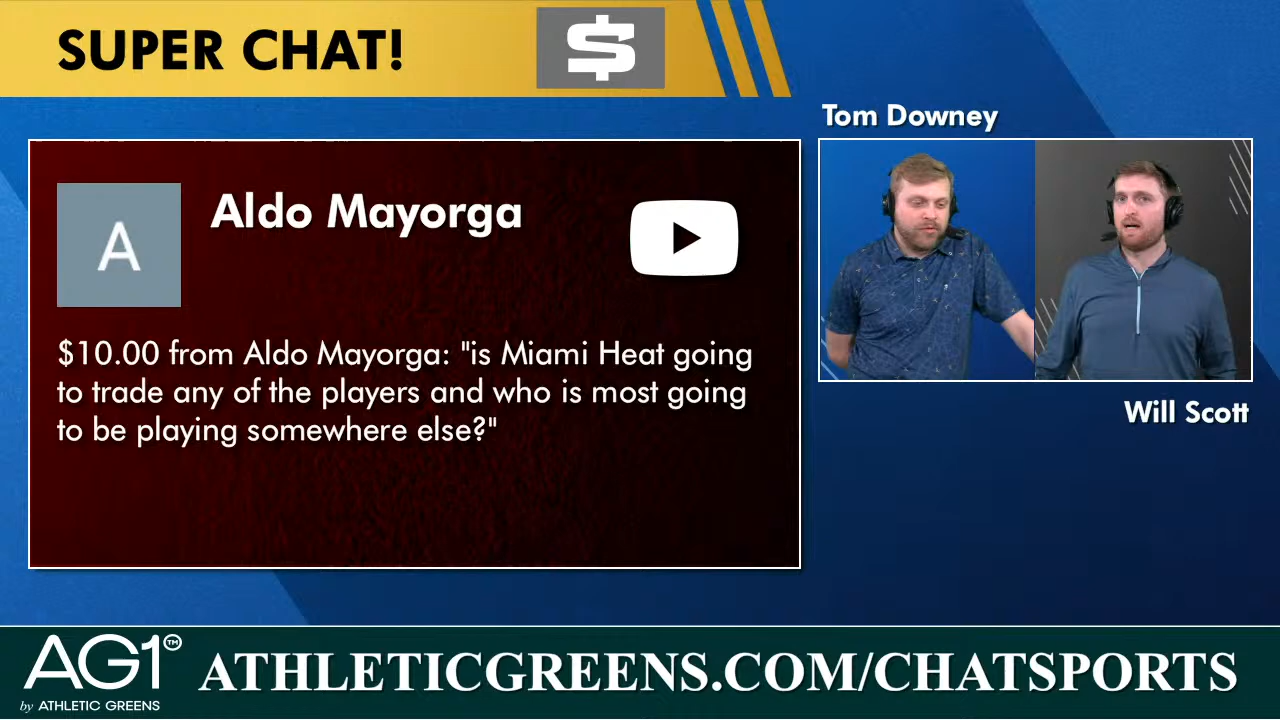 SUPER CHAT!
$
Tom Downey
A
Aldo Mayorga
$10.00 from Aldo Mayorga: "is Miami Heat going
to trade any of the players and who is most going
to be playing somewhere else?"
Will Scott
AG1 TM
by ATHLETIC GREENS
ATHLETICGREENS.COM/CHATSPORTS